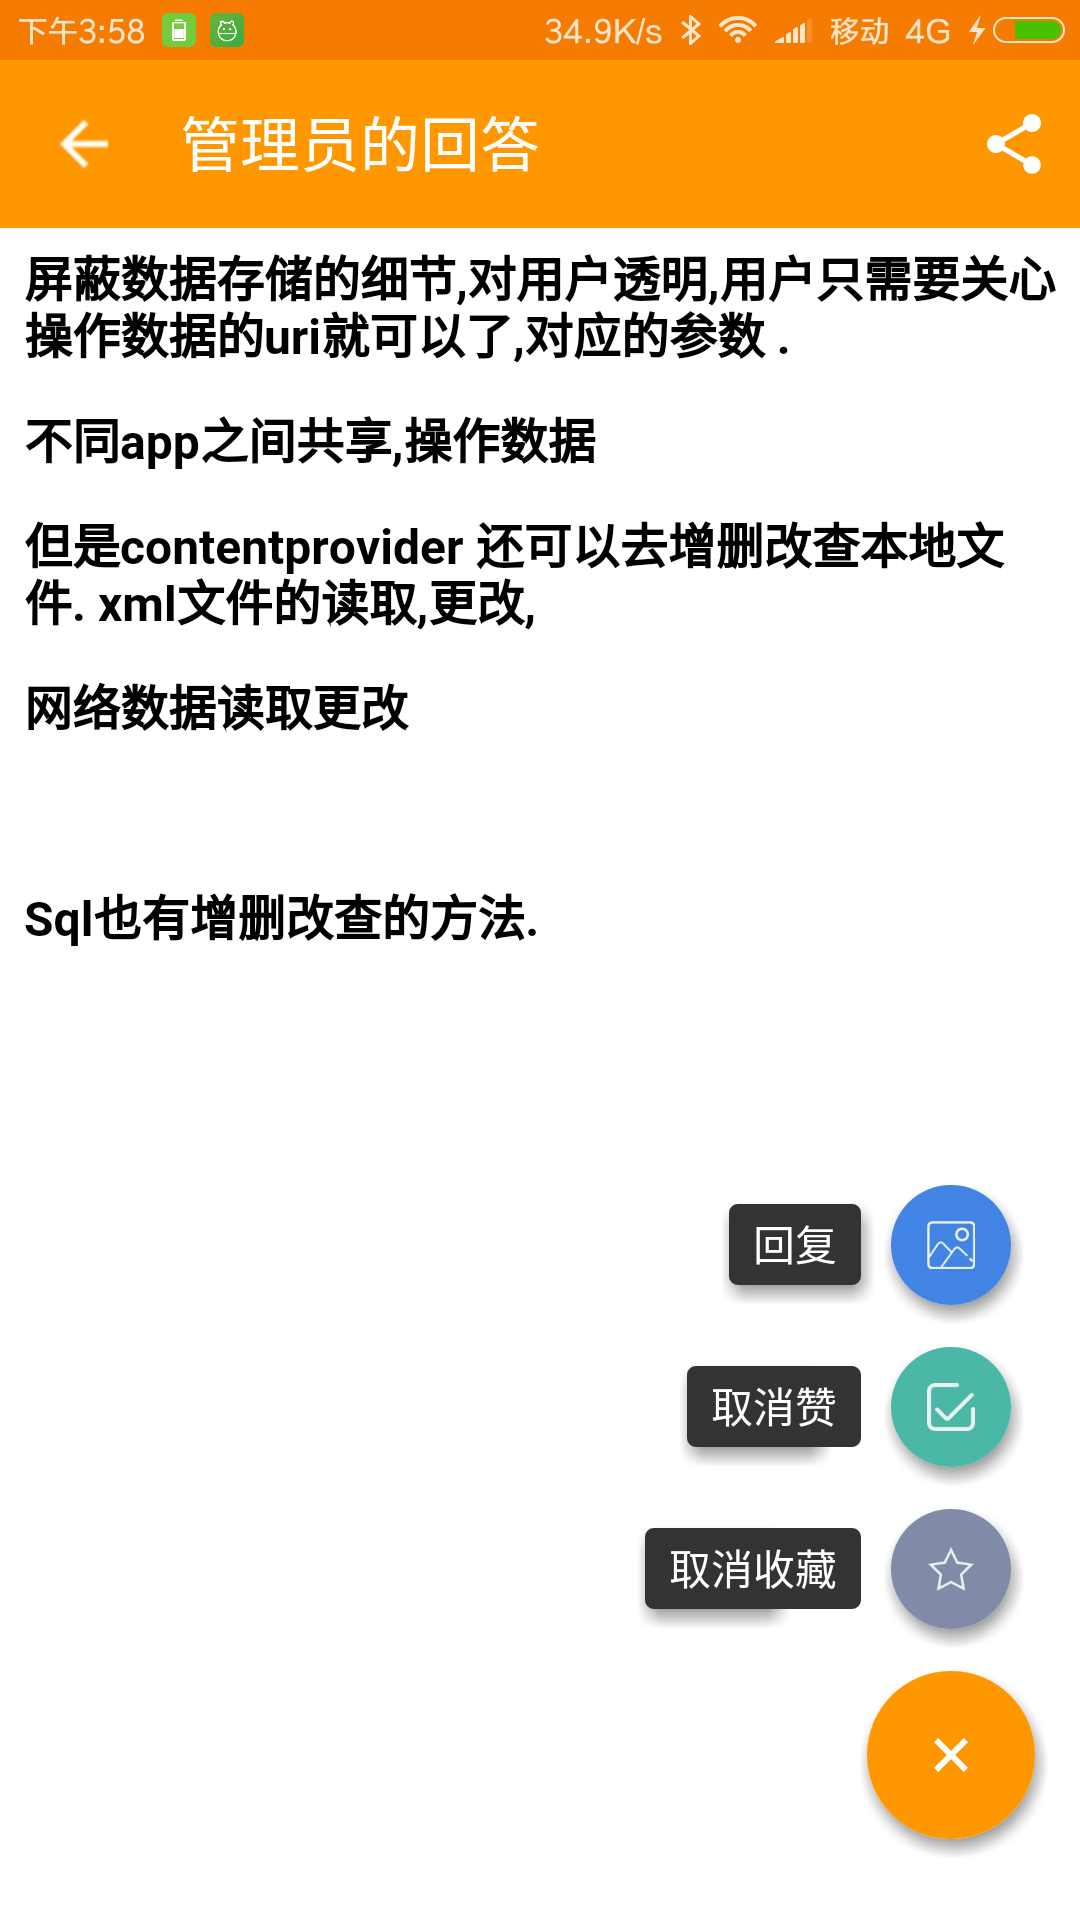 下午3:58 34.9K/s 移动 4G
管理员的回答
屏蔽数据存储的细节,对用户透明,用户只需要关心
操作数据的uri就可以了,对应的参数 .
不同app之间共享,操作数据
但是contentprovider 还可以去增删改查本地文
件. xml文件的读取,更改,
网络数据读取更改
Sql也有增删改查的方法.
回复
取消赞
取消收藏